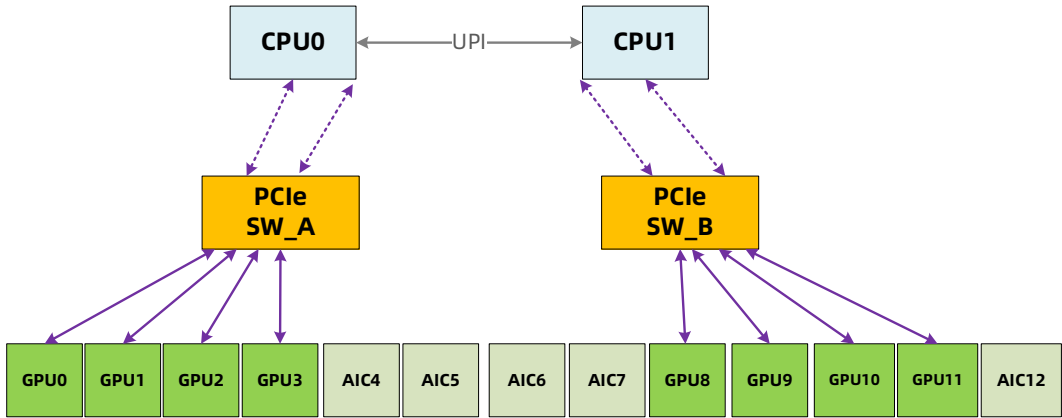 CPU0
UPI
CPU1
PCIe
SW_A
PCIe
SW_B
GPU0
GPU1
GPU2
GPU3
AIC4
AIC5
AIC6
AIC7
GPU8
GPU9
GPU10
GPU11
AIC12